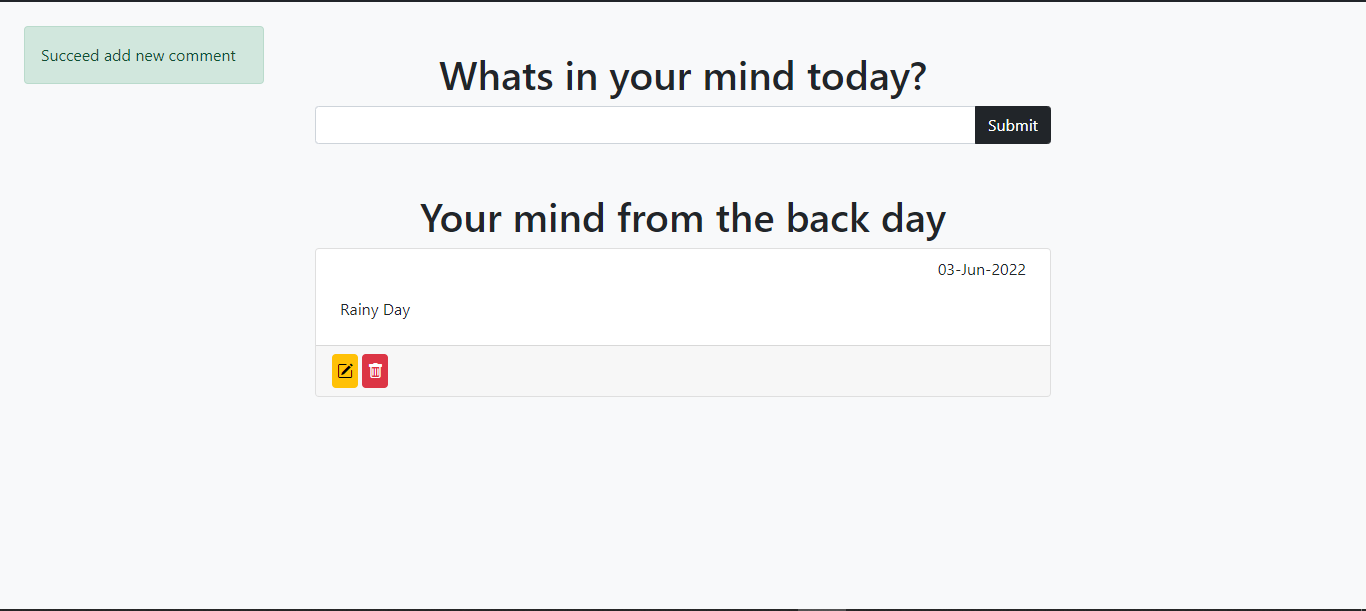 Succeed add new comment
Whats in your mind today?
Submit
Your mind from the back day
03-Jun-2022
Rainy Day